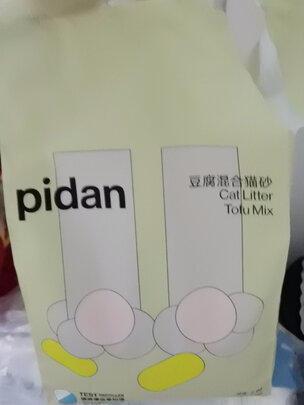 pidan
豆腐混合猫砂
Cat Litter
Tofu Mix
TEST